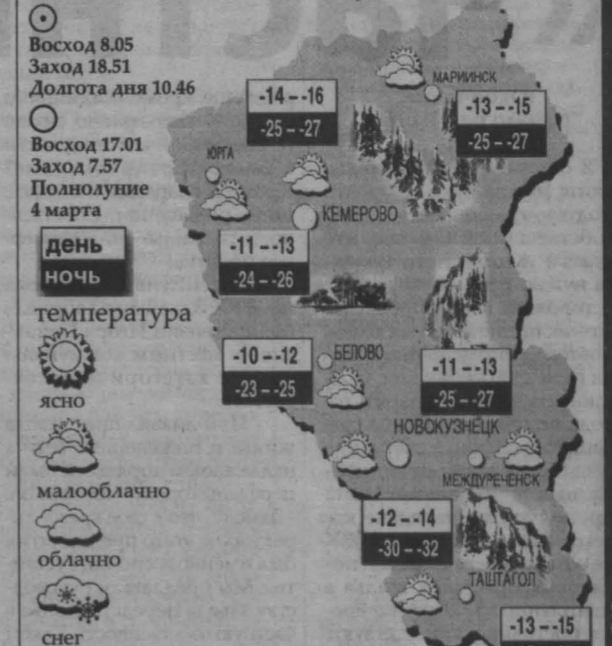 Восход 8.05
Заход 18.51
Долгота дня 10.46
Восход 17.01
Заход 7.57
Полнолуние
4 марта
день
ночь
температура
ясно
малооблачно
облачно
снег
МАРИИНСК
-14 – -16
-25 – -27
-13 – -15
-25 – -27
ЮРГА
КЕМЕРОВО
-11 – -13
-24 – -26
БЕЛОВО
-10 – -12
-23 – -25
-11 – -13
-25 – -27
НОВОКУЗНЕЦК
МЕЖДУРЕЧЕНСК
-12 – -14
-30 – -32
ТАШТАГОЛ
-13 – -15